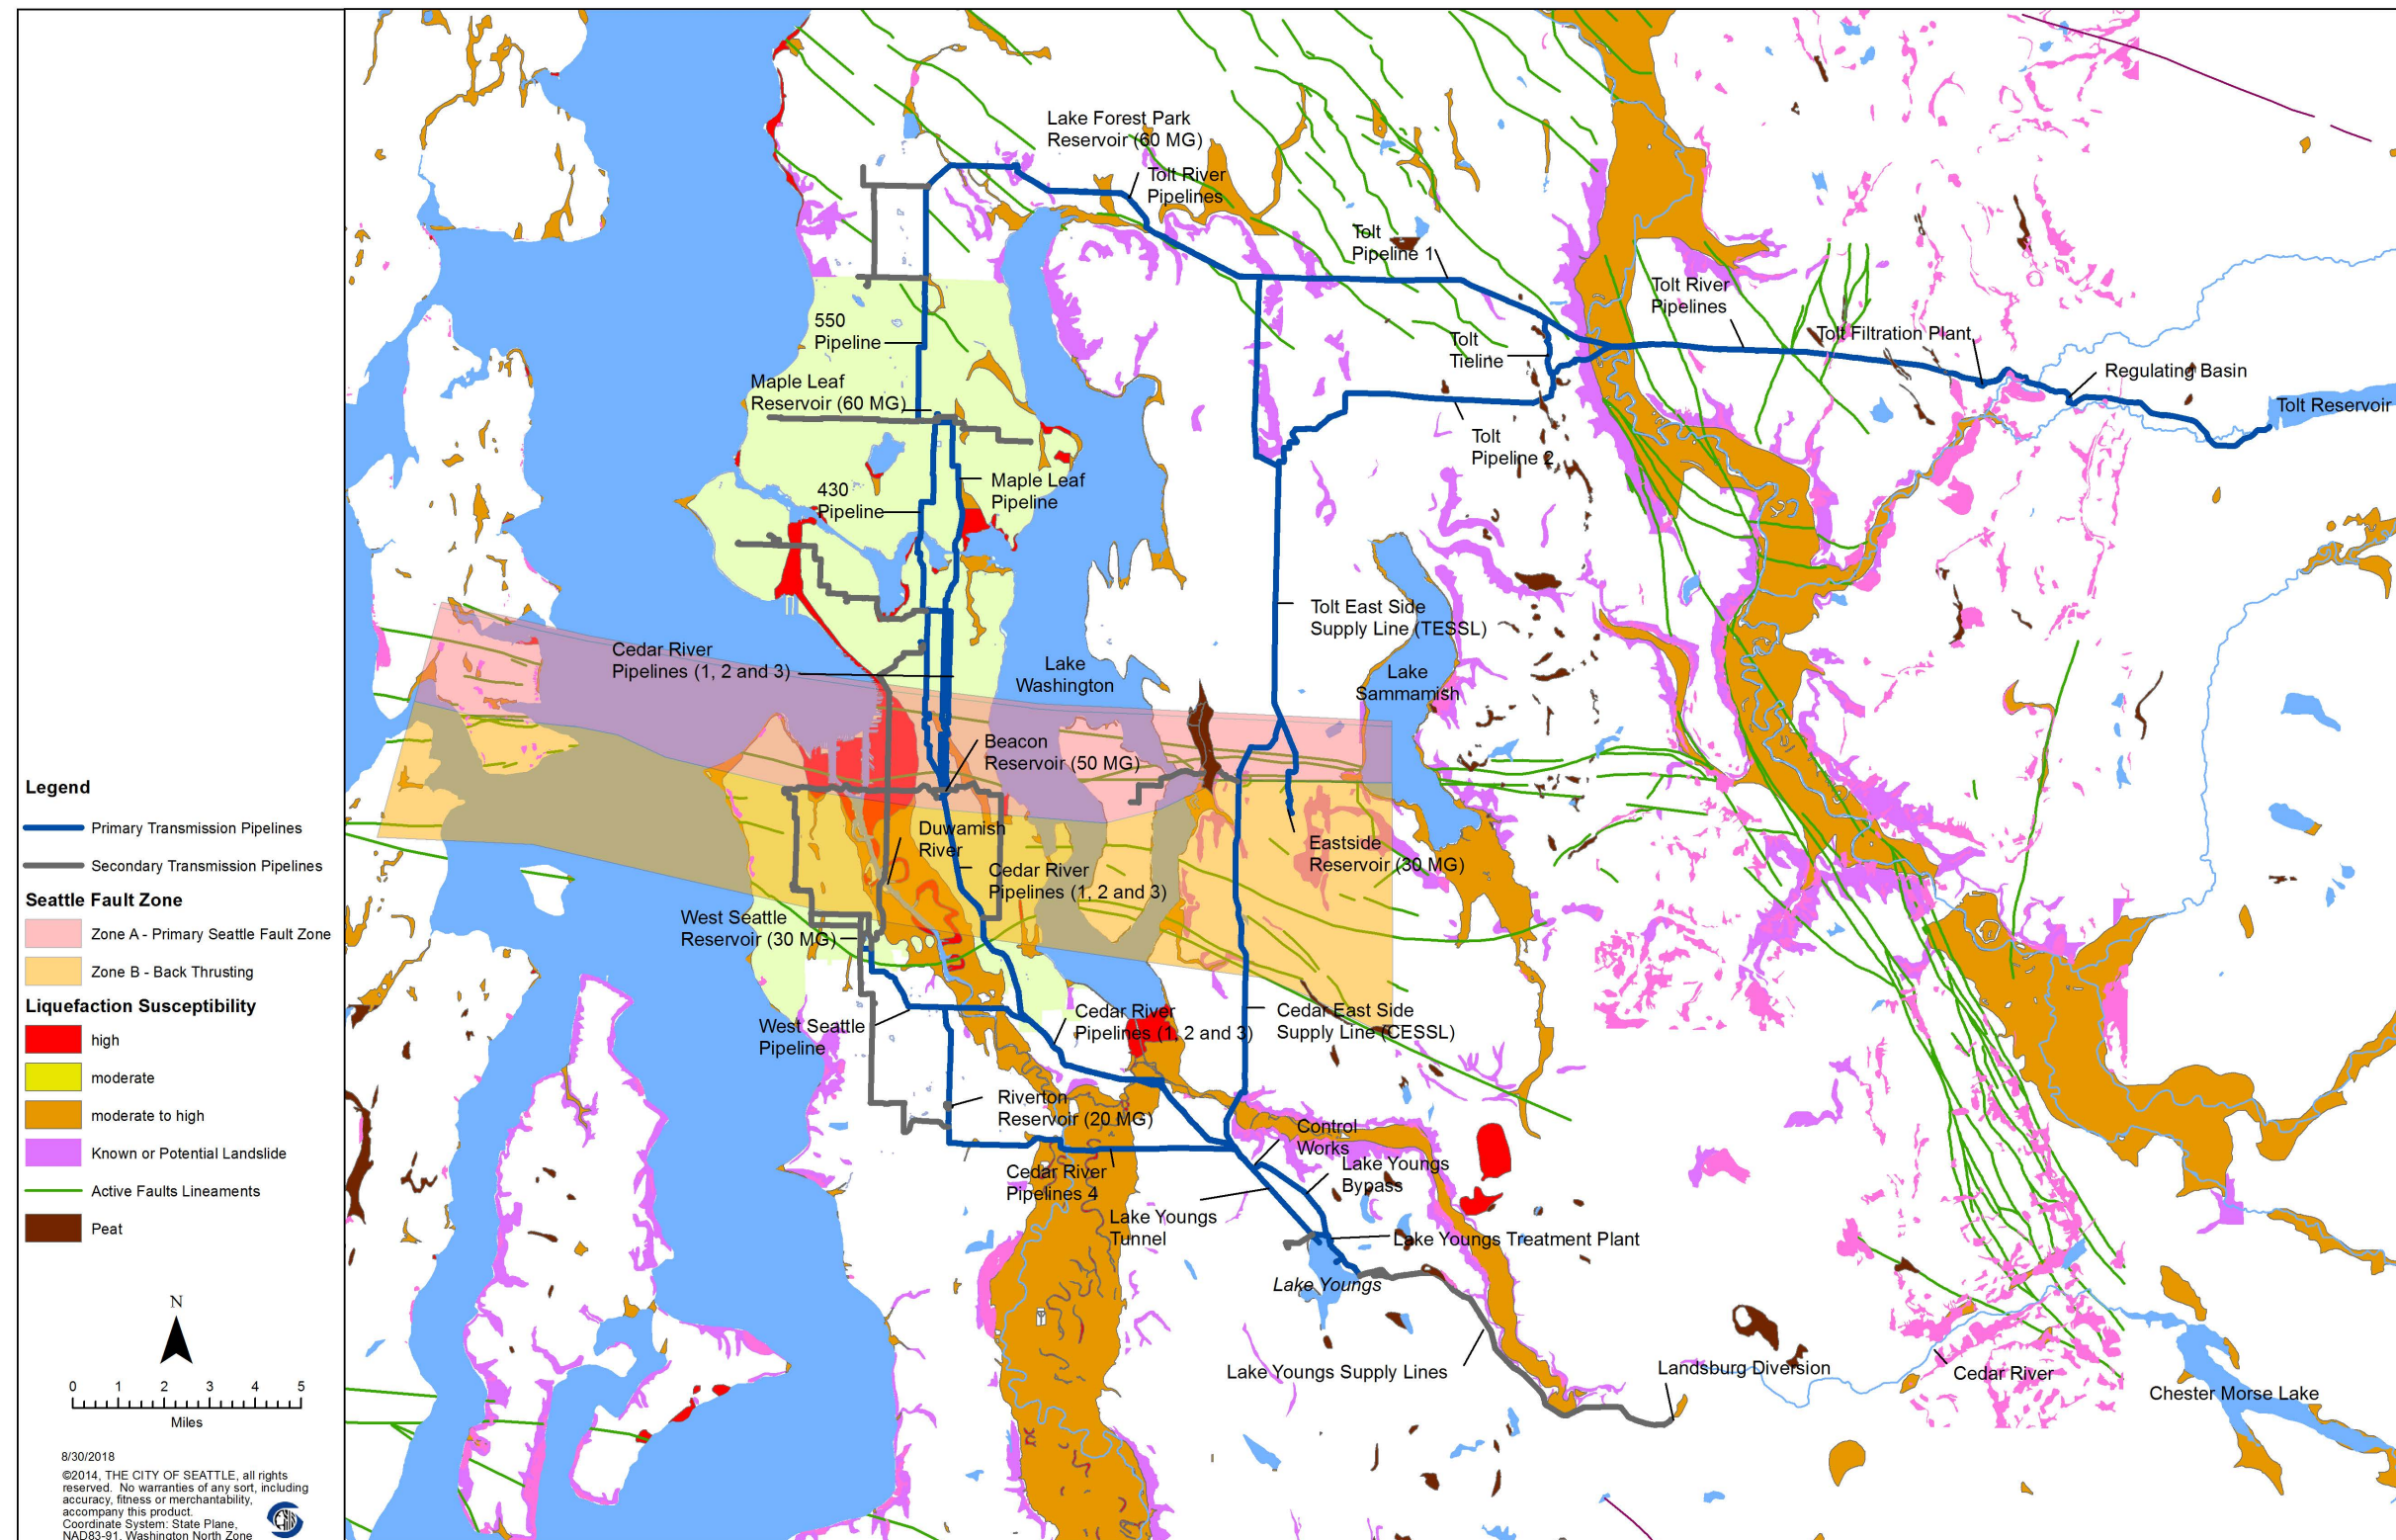 Lake Forest Park
Reservoir (60 MG)
Tolt River
Pipelines
Tolt
Pipeline 1
Tolt River
Pipelines
550
Pipeline
Tolt
Tieline
Tolt Filtration Plant
Regulating Basin
Maple Leaf
Reservoir (60 MG)
Tolt Reservoir
Tolt
Pipeline 2
430
Pipeline
Maple Leaf
Pipeline
Tolt East Side
Supply Line (TESSL)
Cedar River
Pipelines (1, 2 and 3)
Lake
Washington
Lake
Sammamish
Beacon
Reservoir (50 MG)
Duwamish
River
Eastside
Reservoir (30 MG)
Cedar River
Pipelines (1, 2 and 3)
West Seattle
Reservoir (30 MG)
West Seattle
Pipeline
Cedar River
Pipelines (1, 2 and 3)
Cedar East Side
Supply Line (CESSL)
Riverton
Reservoir (20 MG)
Control
Works
Cedar River
Pipelines 4
Lake Youngs
Bypass
Lake Youngs
Tunnel
Lake Youngs Treatment Plant
Lake Youngs
Lake Youngs Supply Lines
Landsburg Diversion
Cedar River
Chester Morse Lake
Legend
Primary Transmission Pipelines
Secondary Transmission Pipelines
Seattle Fault Zone
Zone A - Primary Seattle Fault Zone
Zone B - Back Thrusting
Liquefaction Susceptibility
high
moderate
moderate to high
Known or Potential Landslide
Active Faults Lineaments
Peat
N
0 1 2 3 4 5
Miles
8/30/2018
©2014, THE CITY OF SEATTLE, all rights
reserved. No warranties of any sort, including
accuracy, fitness or merchantability,
accompany this product.
Coordinate System: State Plane,
NAD83-91, Washington North Zone